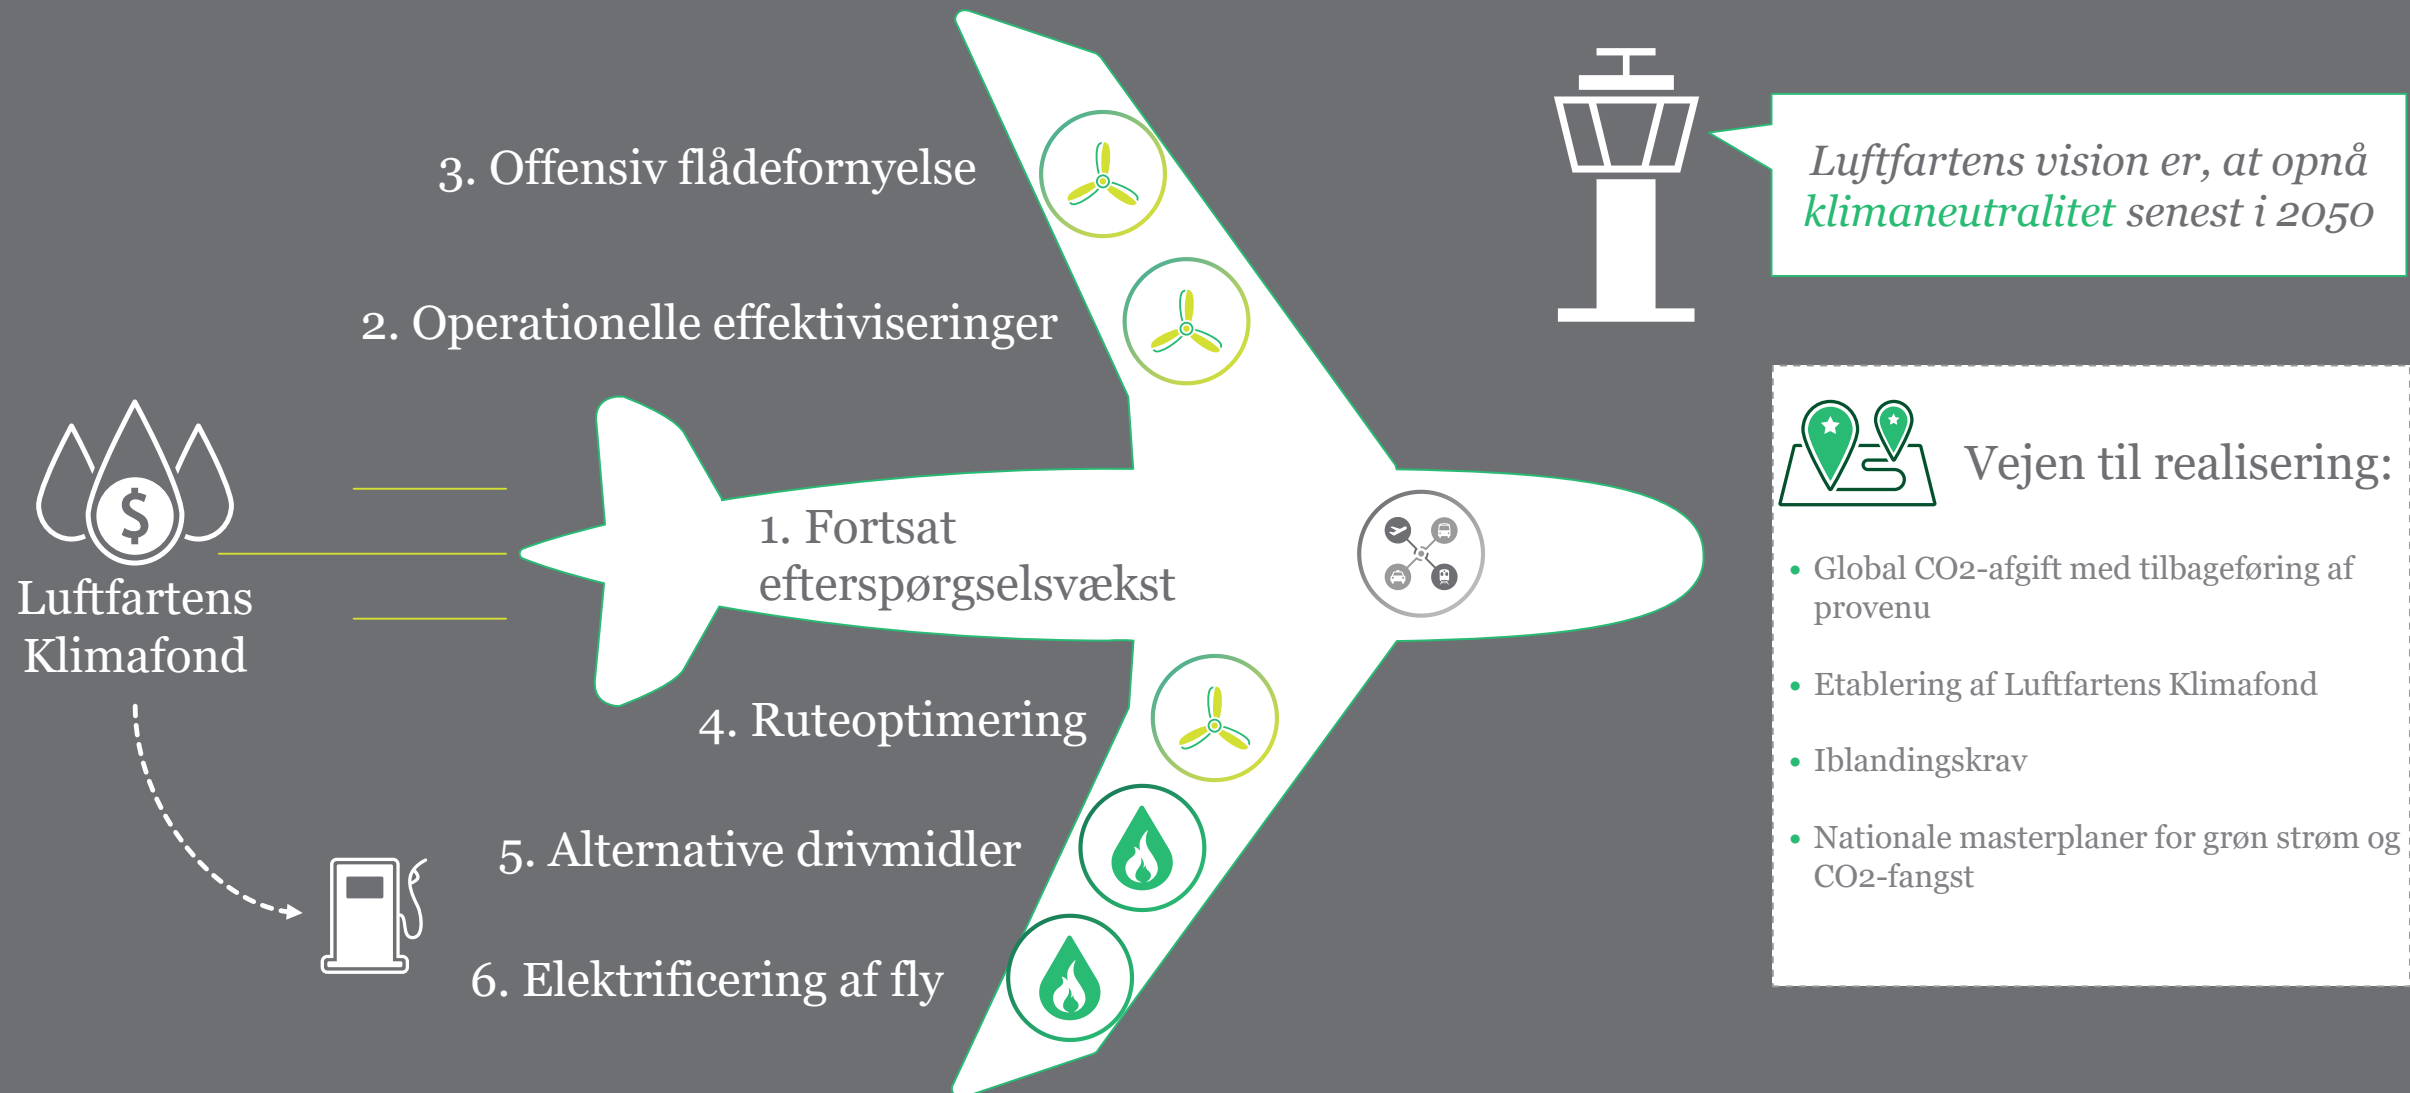 3. Offensiv flådefornyelse
2. Operationelle effektiviseringer
$
Luftfartens
Klimafond
1. Fortsat
efterspørgselsvækst
4. Ruteoptimering
5. Alternative drivmidler
6. Elektrificering af fly
Luftfartens vision er, at opnå
klimaneutralitet senest i 2050
Vejen til realisering:
• Global CO2-afgift med tilbageføring af
provenu
• Etablering af Luftfartens Klimafond
• Iblandingskrav
• Nationale masterplaner for grøn strøm og
CO2-fangst